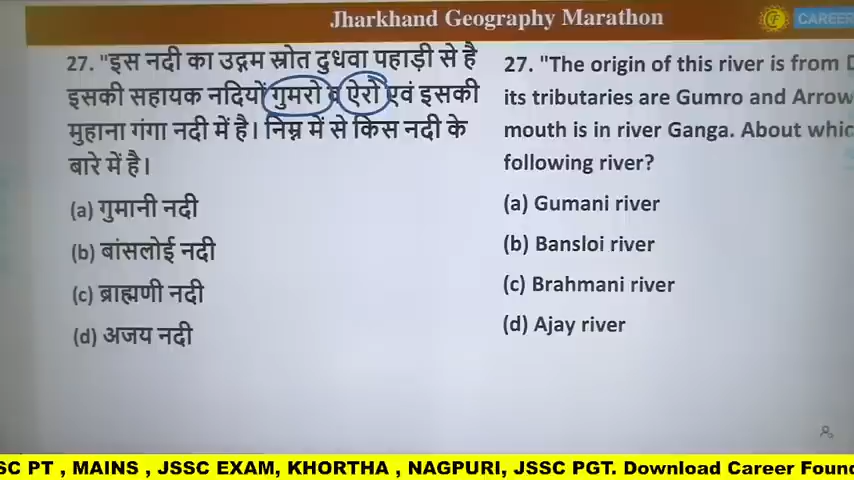 Jharkhand Geography Marathon
CAREER
27. "इस नदी का उद्गम स्रोत दुधवा पहाड़ी से है
इसकी सहायक नदियों गुमरो व ऐरो एवं इसकी
मुहाना गंगा नदी में है। निम्न में से किस नदी के
बारे में है।
(a) गुमानी नदी
(b) बांसलोई नदी
(c) ब्राह्मणी नदी
(d) अजय नदी
27. "The origin of this river is from
its tributaries are Gumro and Arrow
mouth is in river Ganga. About whic
following river?
(a) Gumani river
(b) Bansloi river
(c) Brahmani river
(d) Ajay river
SC PT , MAINS , JSSC EXAM, KHORTHA , NAGPURI, JSSC PGT. Download Career Foun